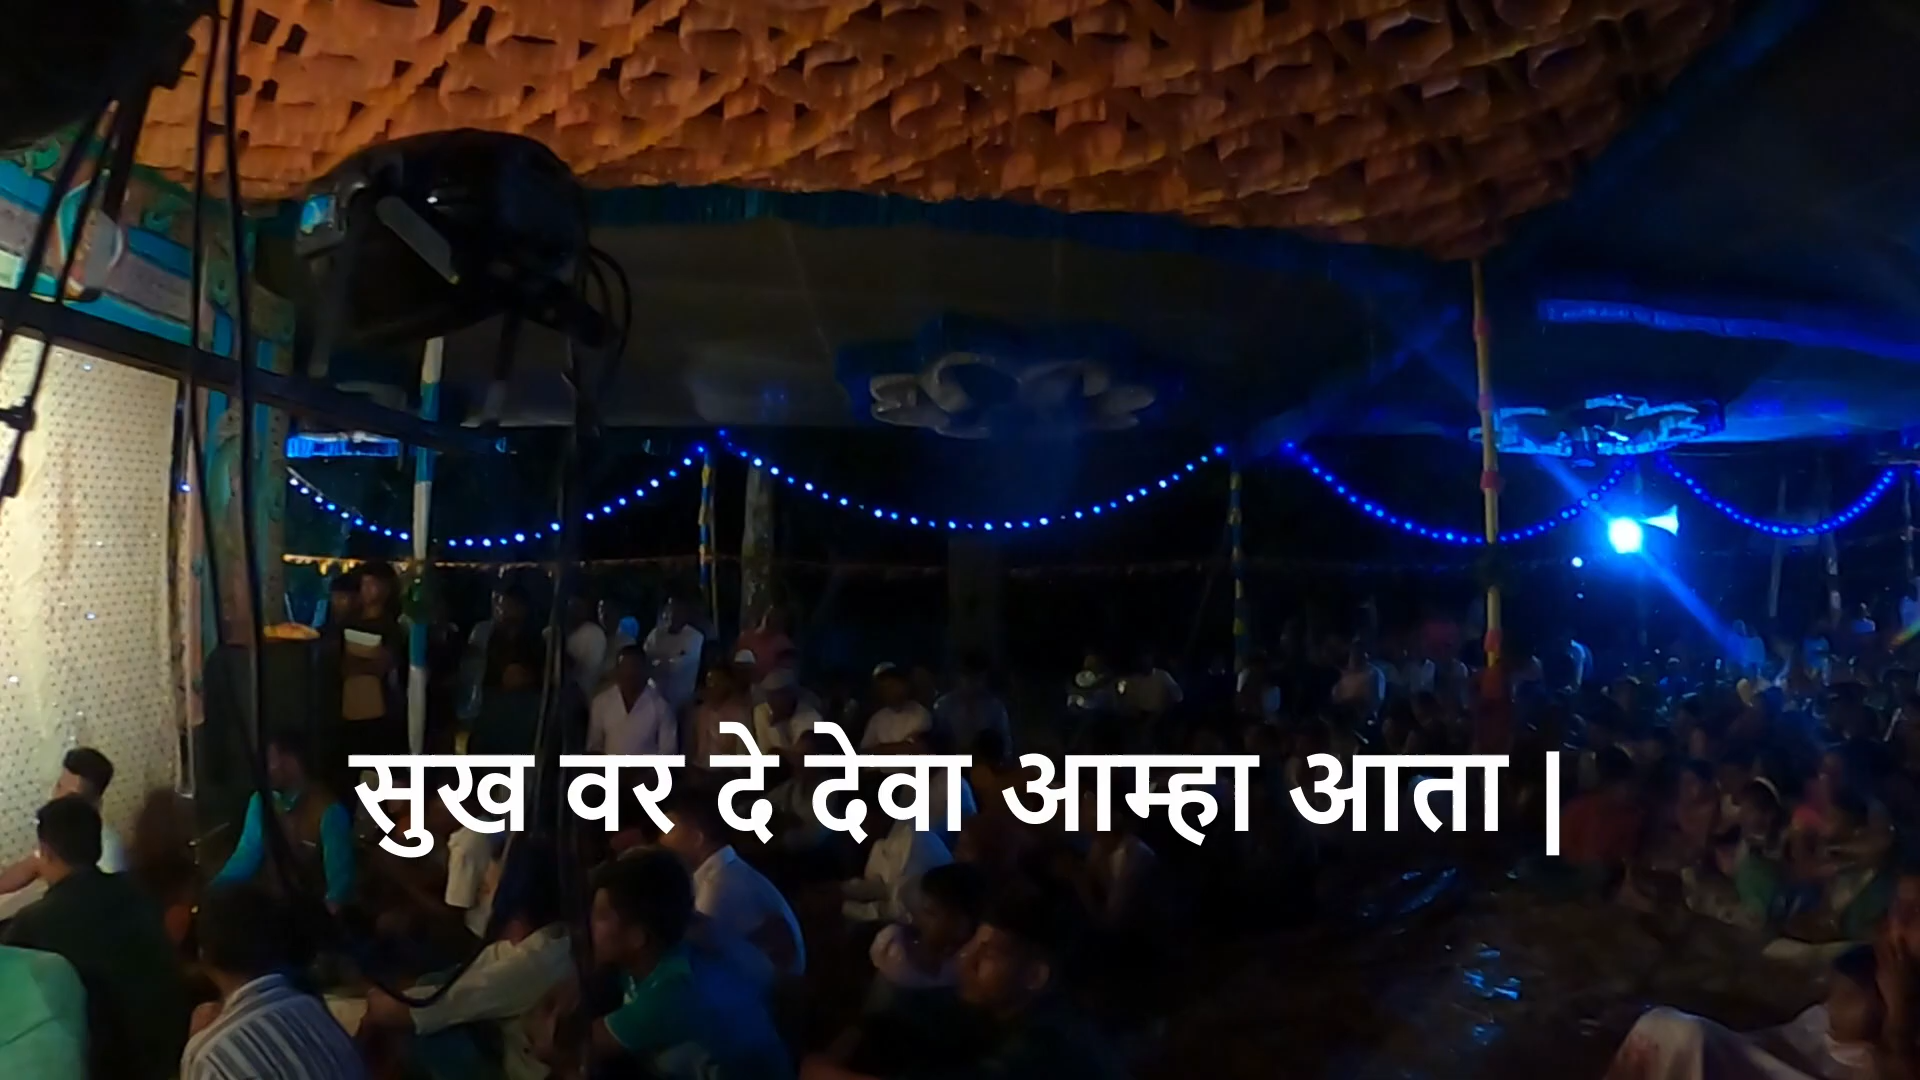 सुख वर दे देवा आम्हा आता |